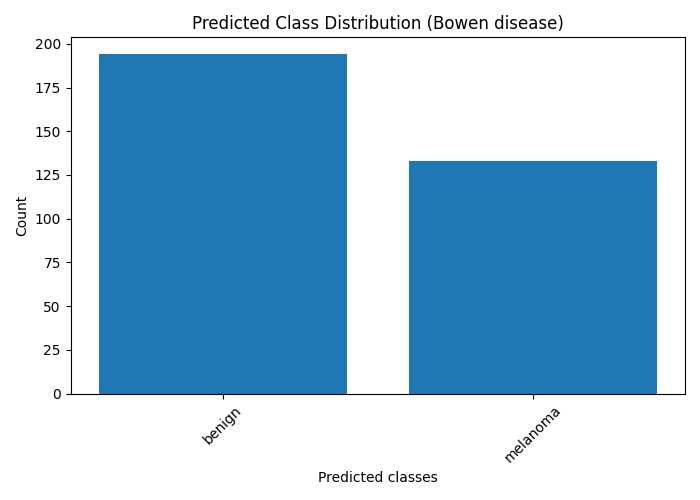 Predicted Class Distribution (Bowen disease)
200
175
150
125
100
75
50
25
0
Count
benign
melanoma
Predicted classes